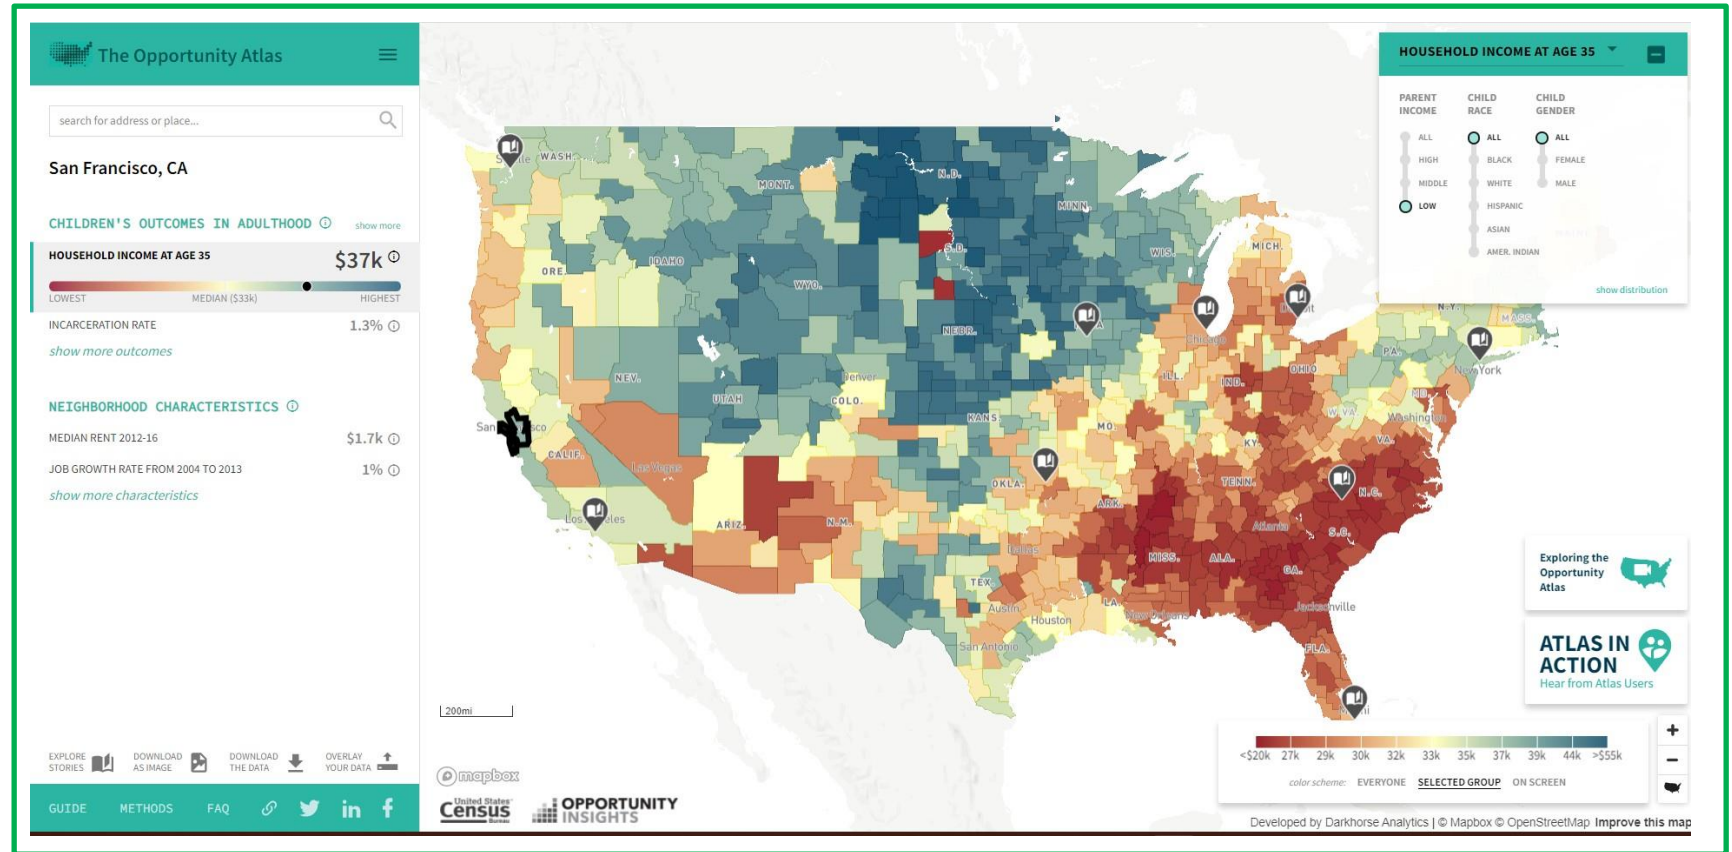 The Opportunity Atlas
search for address or place...
San Francisco, CA
CHILDREN'S OUTCOMES IN ADULTHOOD
show more
HOUSEHOLD INCOME AT AGE 35
$37k
LOWEST
MEDIAN ($33k)
HIGHEST
INCARCERATION RATE
1.3%
show more outcomes
NEIGHBORHOOD CHARACTERISTICS
MEDIAN RENT 2012-16
$1.7k
JOB GROWTH RATE FROM 2004 TO 2013
1%
show more characteristics
EXPLORE
STORIES
DOWNLOAD
AS IMAGE
DOWNLOAD
THE DATA
OVERLAY
YOUR DATA
GUIDE
METHODS
FAQ
WASH.
MONT.
N.D.
MINN.
ORE.
IDAHO
S.D.
WIS.
MICH.
WYO.
NEBR.
Chicago
N.Y.
MASS.
PA.
New York
NEV.
UTAH
Denver
COLO.
KANS.
MO.
ILL.
IND.
OHIO
W.VA.
MD.
Washington
KY.
VA.
CALIF.
Las Vegas
OKLA.
TENN.
N.C.
ARIZ.
N.M.
ARK.
Atlanta
S.C.
Dallas
MISS.
ALA.
GA.
TEX.
Austin
LA.
New Orleans
Jacksonville
Houston
San Antonio
FLA.
200mi
mapbox
United States
Census
Bureau
OPPORTUNITY
INSIGHTS
HOUSEHOLD INCOME AT AGE 35
PARENT
INCOME
ALL
HIGH
MIDDLE
LOW
CHILD
RACE
ALL
BLACK
WHITE
HISPANIC
ASIAN
AMER. INDIAN
CHILD
GENDER
ALL
FEMALE
MALE
show distribution
Exploring the
Opportunity
Atlas
ATLAS IN
ACTION
Hear from Atlas Users
<$20k 27k 29k 30k 32k 33k 35k 37k 39k 44k >$55k
color scheme: EVERYONE SELECTED GROUP ON SCREEN
Developed by Darkhorse Analytics | © Mapbox © OpenStreetMap Improve this map